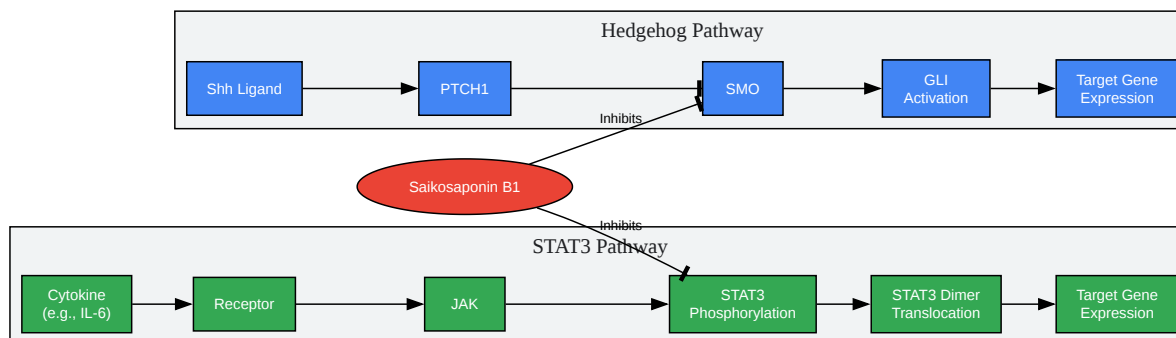 Hedgehog Pathway
Shh Ligand
PTCH1
SMO
GLI
Activation
Target Gene
Expression
Inhibits
Saikosaponin B1
Inhibits
STAT3 Pathway
Cytokine
(e.g., IL-6)
Receptor
JAK
STAT3
Phosphorylation
STAT3 Dimer
Translocation
Target Gene
Expression